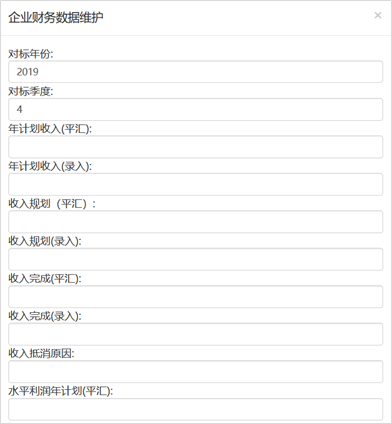 企业财务数据维护
×
对标年份:
2019
对标季度:
4
年计划收入(平汇):
年计划收入(录入):
收入规划（平汇）:
收入规划(录入):
收入完成(平汇):
收入完成(录入):
收入抵消原因:
水平利润年计划(平汇):